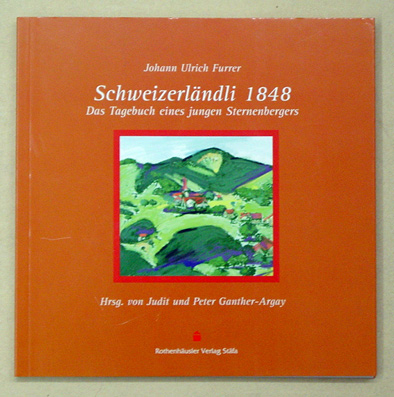 Johann Ulrich Furrer
Schweizerländli 1848
Das Tagebuch eines jungen Sternenbergers
Hrsg. von Judit und Peter Ganther-Argay
Rothenhäusler Verlag Stäfa